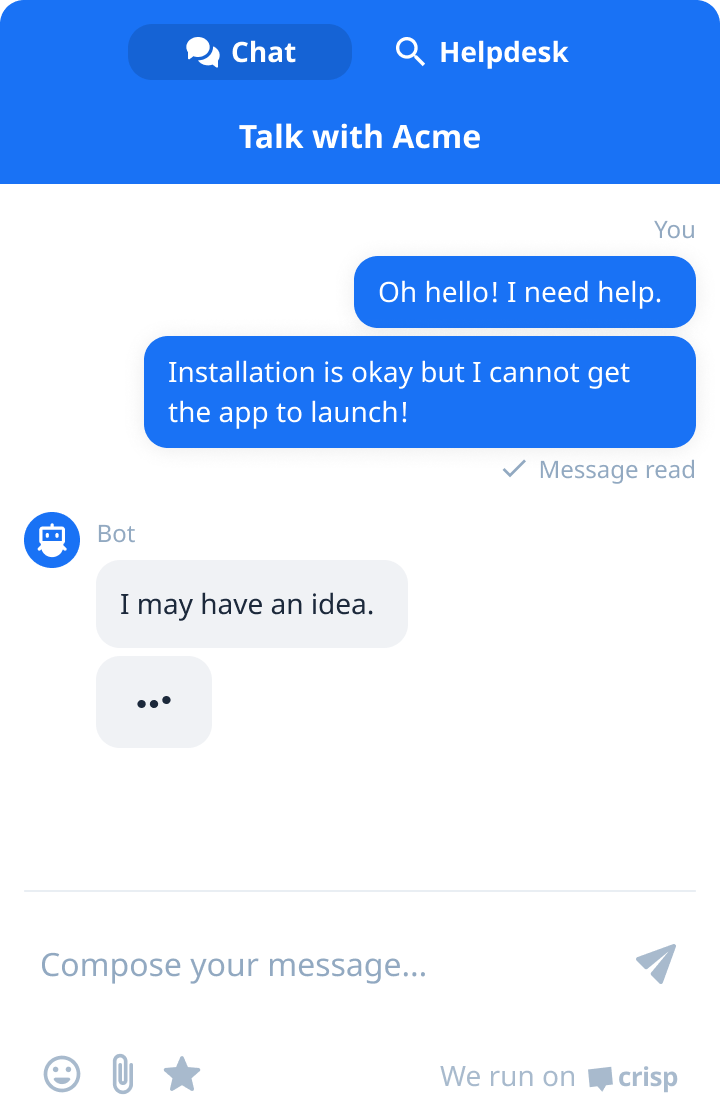 Chat
Helpdesk
Talk with Acme
You
Oh hello! I need help.
Installation is okay but I cannot get
the app to launch!
Message read
Bot
I may have an idea.
Compose your message...
We run on crisp